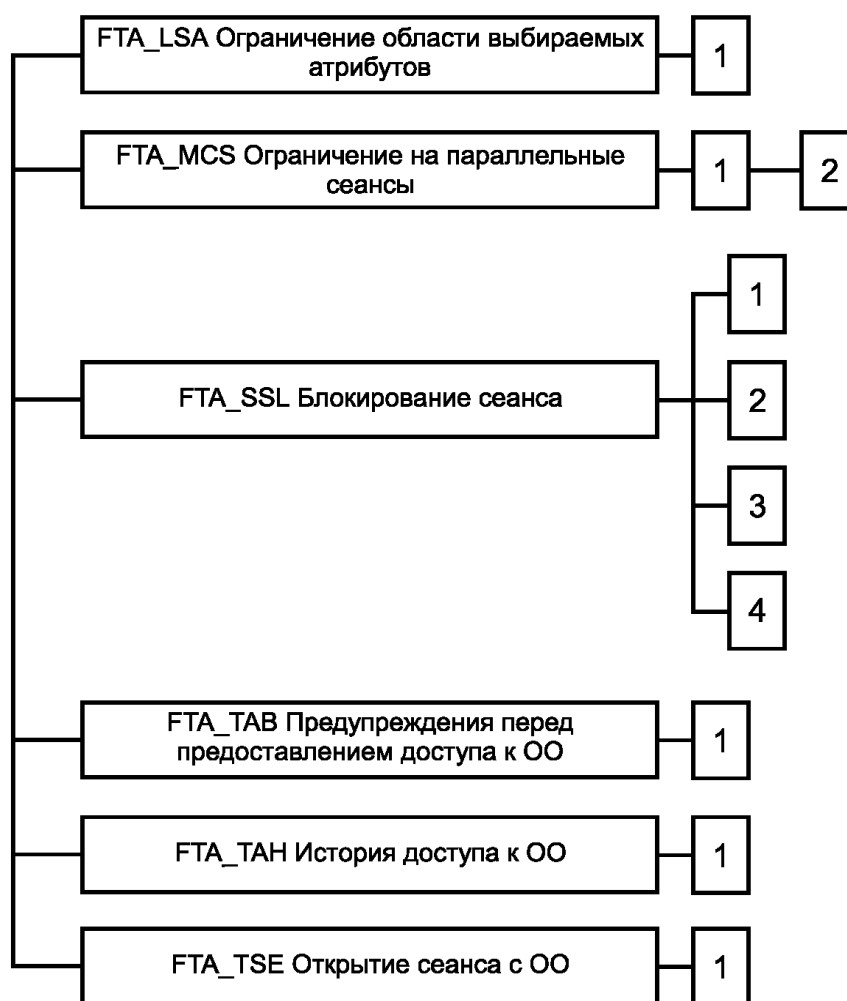 FTA_LSA Ограничение области выбираемых
атрибутов
1
FTA_MCS Ограничение на параллельные
сеансы
1
2
1
FTA_SSL Блокирование сеанса
2
3
4
FTA_TAB Предупреждения перед
предоставлением доступа к ОО
1
FTA_TAH История доступа к ОО
1
FTA_TSE Открытие сеанса с ОО
1